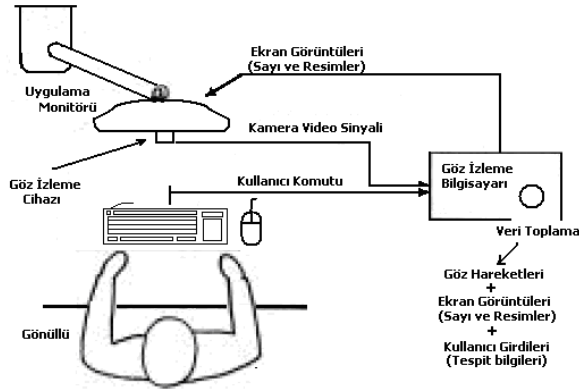 Ekran Görüntüleri
(Sayı ve Resimler)
Uygulama
Monitörü
Kamera Video Sinyali
Göz İzleme
Cihazı
Kullanıcı Komutu
Göz İzleme
Bilgisayarı
Veri Toplama
Göz Hareketleri
+
Ekran Görüntüleri
(Sayı ve Resimler)
+
Kullanıcı Girdileri
(Tespit bilgileri)
Gönüllü